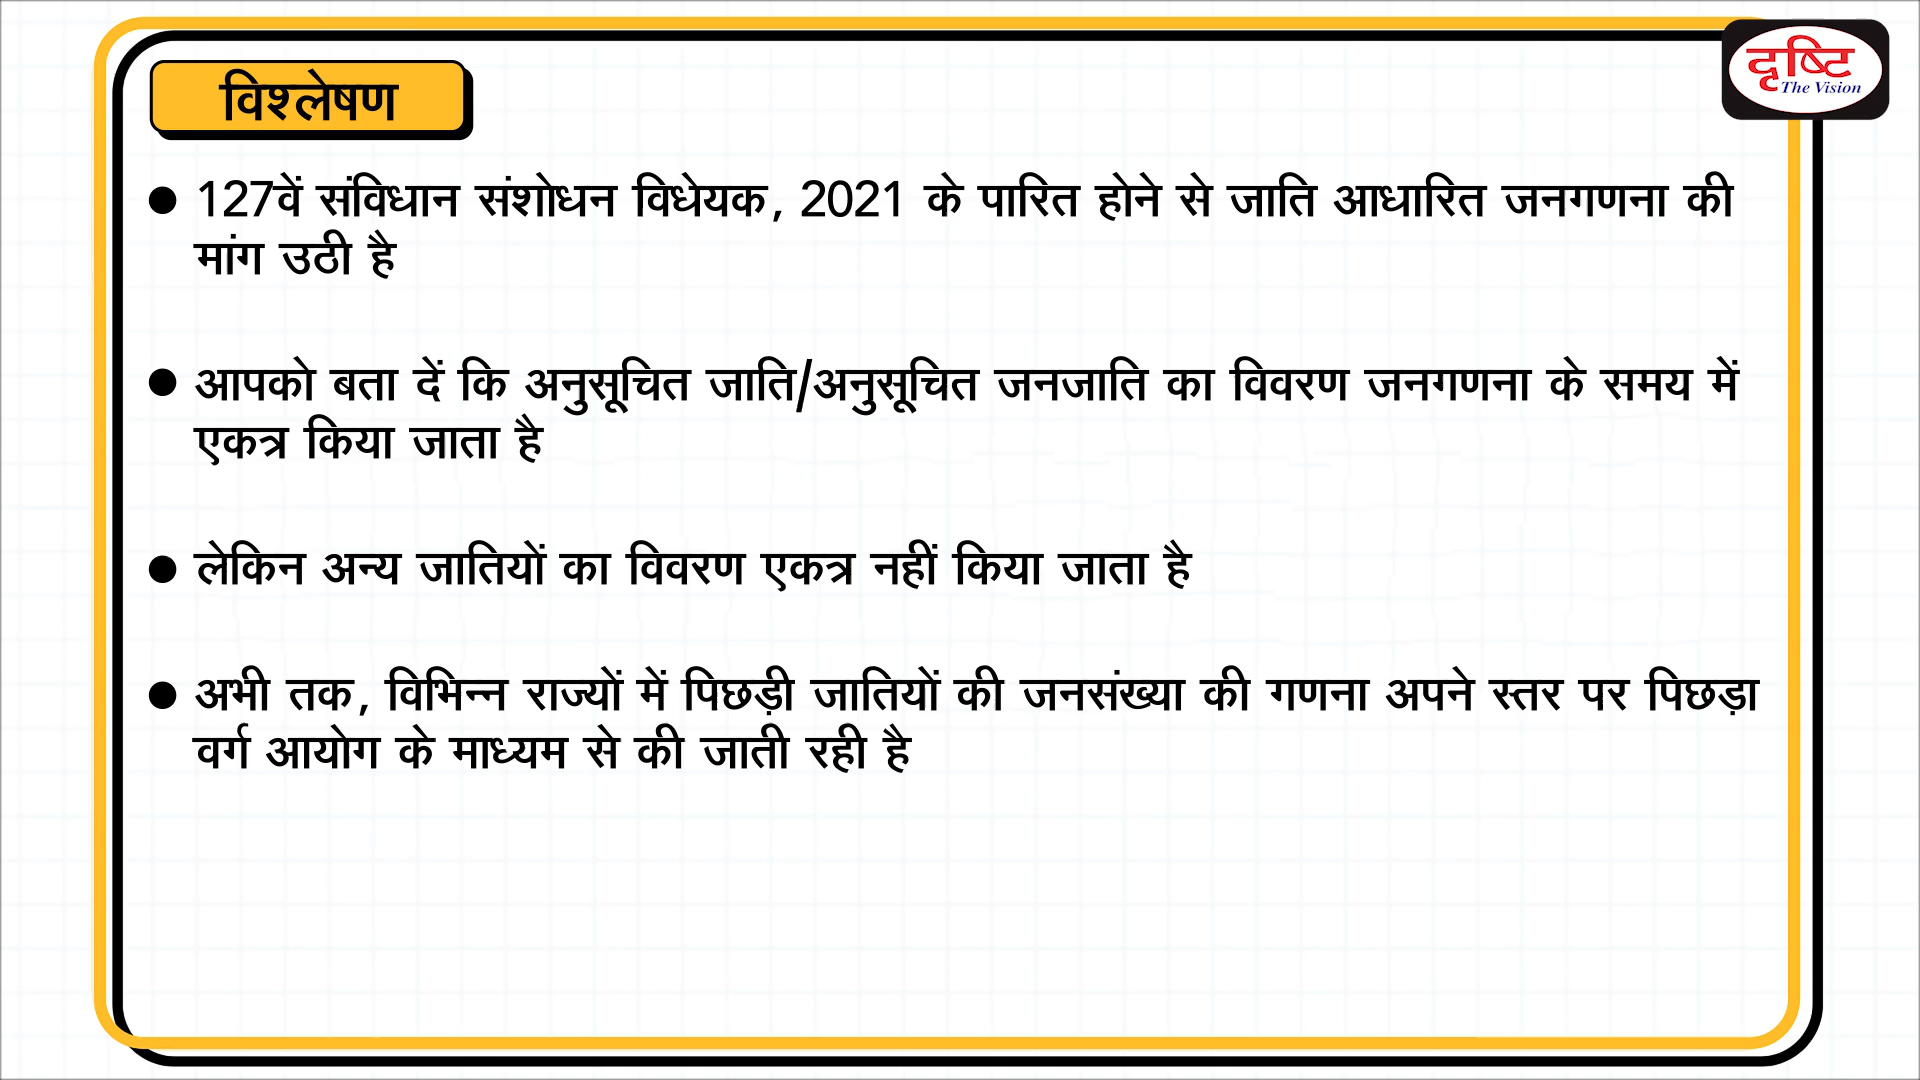 विश्लेषण
दृष्टि
The Vision
● 127वें संविधान संशोधन विधेयक, 2021 के पारित होने से जाति आधारित जनगणना की
मांग उठी है
● आपको बता दें कि अनुसूचित जाति/अनुसूचित जनजाति का विवरण जनगणना के समय में
एकत्र किया जाता है
● लेकिन अन्य जातियों का विवरण एकत्र नहीं किया जाता है
● अभी तक, विभिन्न राज्यों में पिछड़ी जातियों की जनसंख्या की गणना अपने स्तर पर पिछड़ा
वर्ग आयोग के माध्यम से की जाती रही है